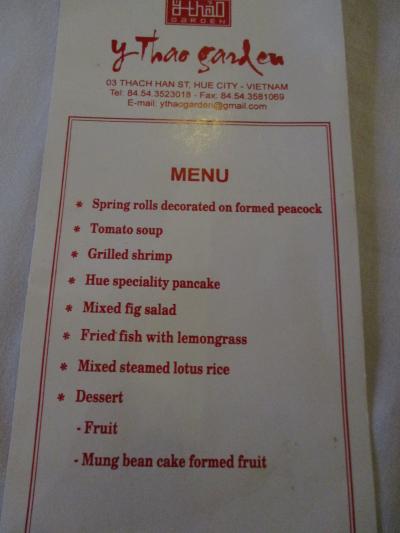 y thảo
GARDEN
y Thao garden
03 THACH HAN ST, HUE CITY - VIETNAM
Tel: 84.54.3523018 - Fax: 84.54.3581069
E-mail: ythaogarden@gmail.com
MENU
* Spring rolls decorated on formed peacock
* Tomato soup
* Grilled shrimp
* Hue speciality pancake
* Mixed fig salad
* Fried fish with lemongrass
* Mixed steamed lotus rice
* Dessert
- Fruit
- Mung bean cake formed fruit